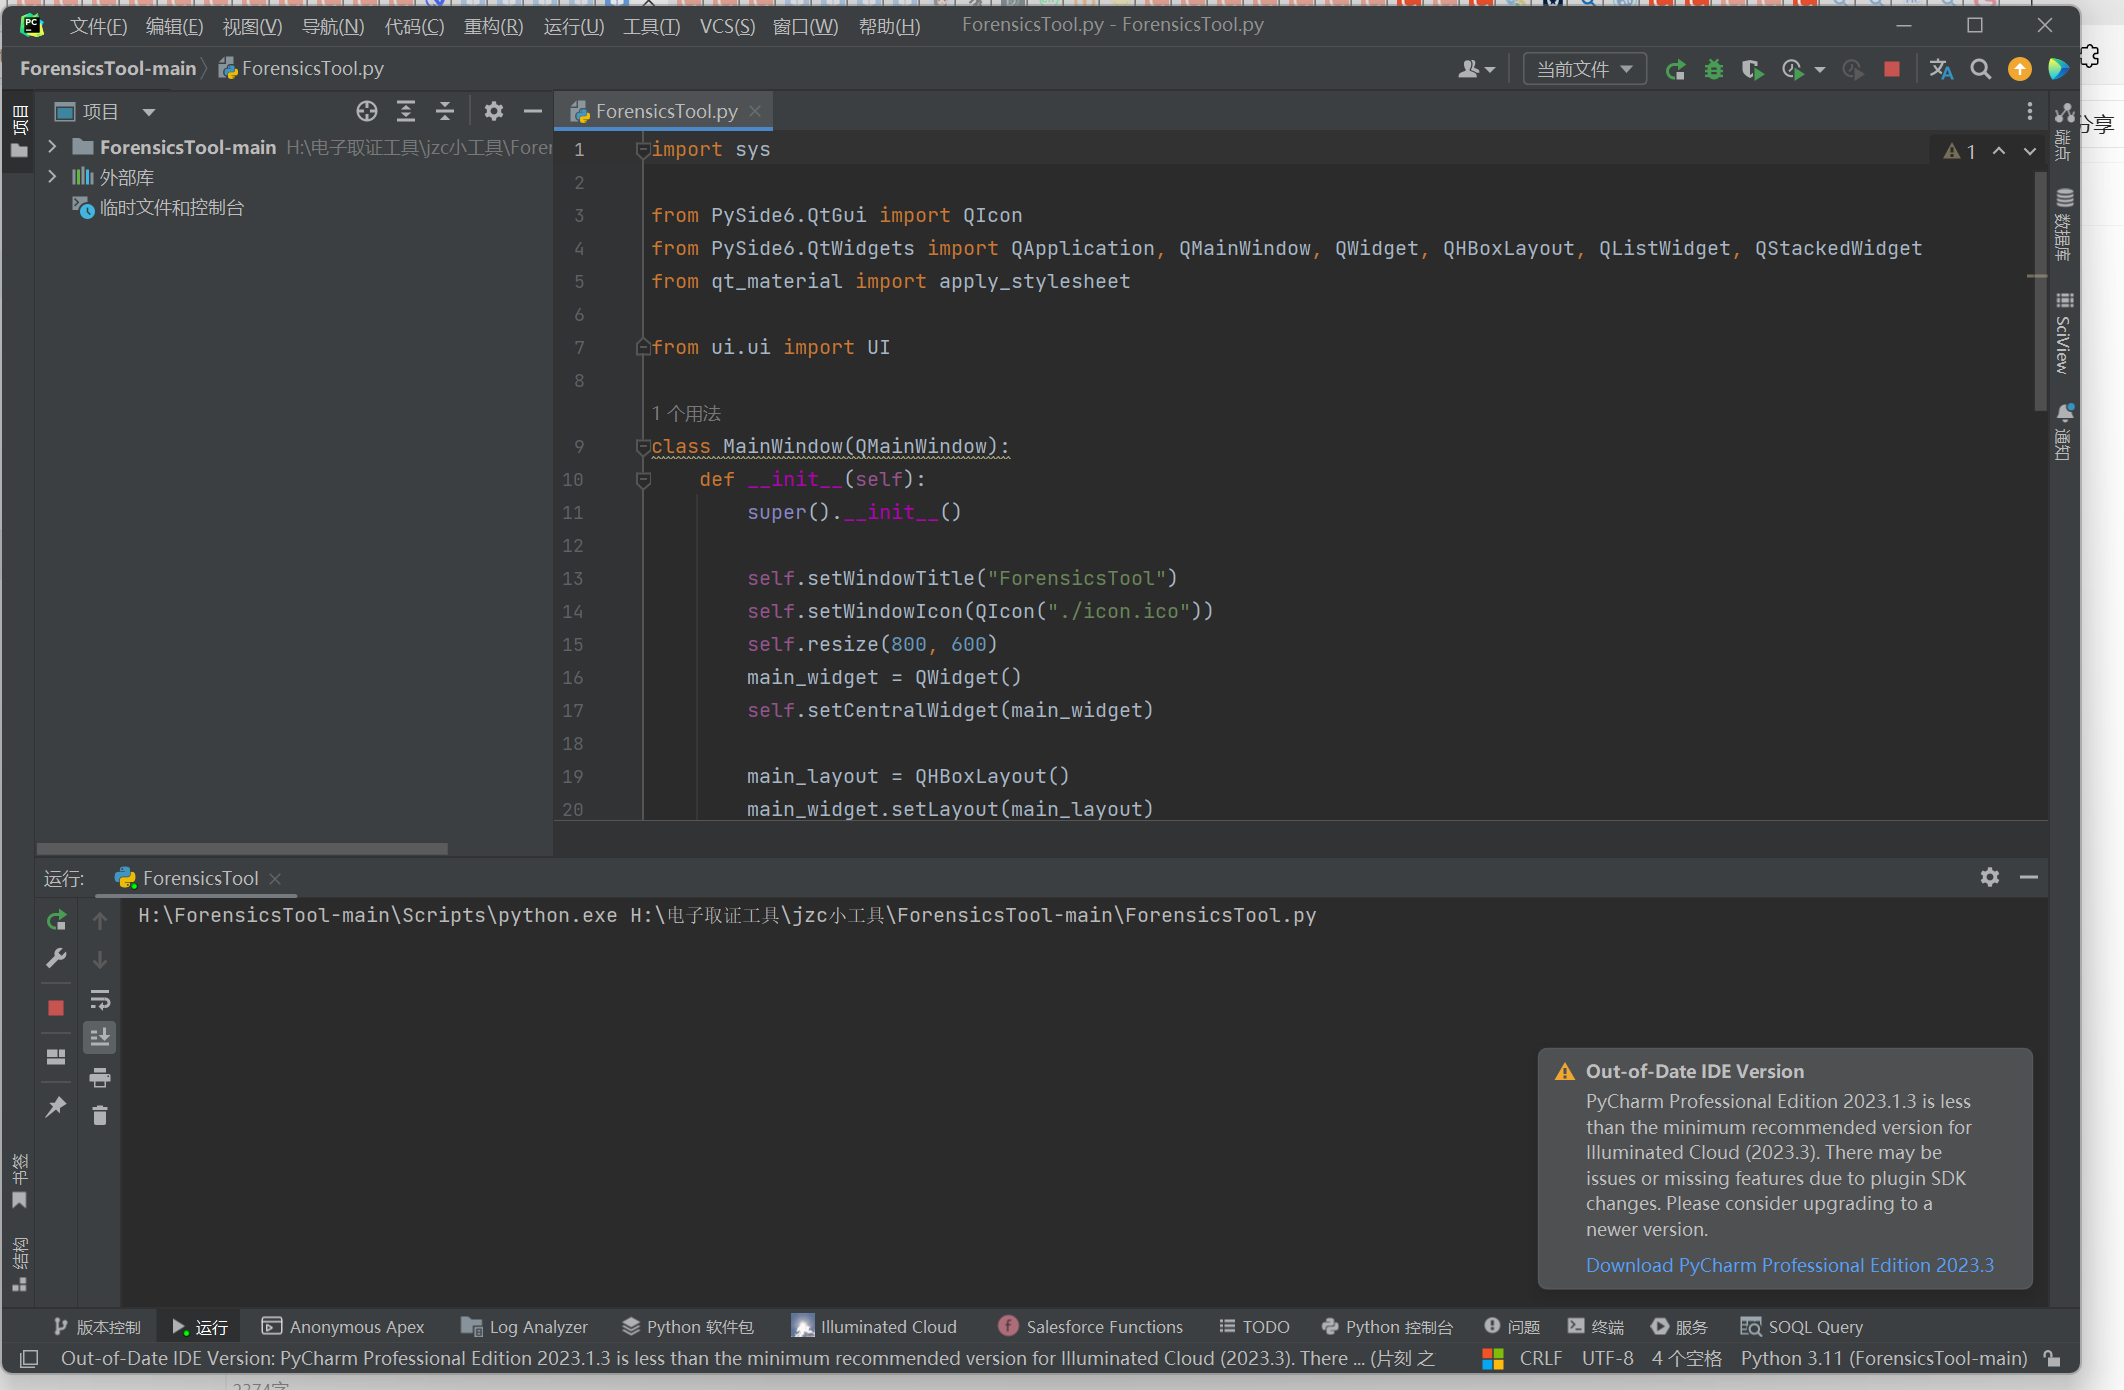 文件(F) 编辑(E) 视图(V) 导航(N) 代码(C) 重构(R) 运行(U) 工具(T) VCS(S) 窗口(W) 帮助(H) ForensicsTool.py - ForensicsTool.py
ForensicsTool-main ForensicsTool.py 当前文件
项目
项目
ForensicsTool-main H:\电子取证工具\jzc小工具\Foren
外部库
临时文件和控制台
ForensicsTool.py
1
1 import sys
2
3 from PySide6.QtGui import QIcon
4 from PySide6.QtWidgets import QApplication, QMainWindow, QWidget, QHBoxLayout, QListWidget, QStackedWidget
5 from qt_material import apply_stylesheet
6
7 from ui.ui import UI
8
1 个用法
9 class MainWindow(QMainWindow):
10 def __init__(self):
11 super().__init__()
12
13 self.setWindowTitle("ForensicsTool")
14 self.setWindowIcon(QIcon("./icon.ico"))
15 self.resize(800, 600)
16 main_widget = QWidget()
17 self.setCentralWidget(main_widget)
18
19 main_layout = QHBoxLayout()
20 main_widget.setLayout(main_layout)
端点
数据库
SciView
通知
分享
运行: ForensicsTool
H:\ForensicsTool-main\Scripts\python.exe H:\电子取证工具\jzc小工具\ForensicsTool-main\ForensicsTool.py
书签
结构
Out-of-Date IDE Version
PyCharm Professional Edition 2023.1.3 is less
than the minimum recommended version for
Illuminated Cloud (2023.3). There may be
issues or missing features due to plugin SDK
changes. Please consider upgrading to a
newer version.
Download PyCharm Professional Edition 2023.3
版本控制 运行 Anonymous Apex Log Analyzer Python 软件包 Illuminated Cloud Salesforce Functions TODO Python 控制台 问题 终端 服务 SOQL Query
Out-of-Date IDE Version: PyCharm Professional Edition 2023.1.3 is less than the minimum recommended version for Illuminated Cloud (2023.3). There ... (片刻 之 CRLF UTF-8 4 个空格 Python 3.11 (ForensicsTool-main)